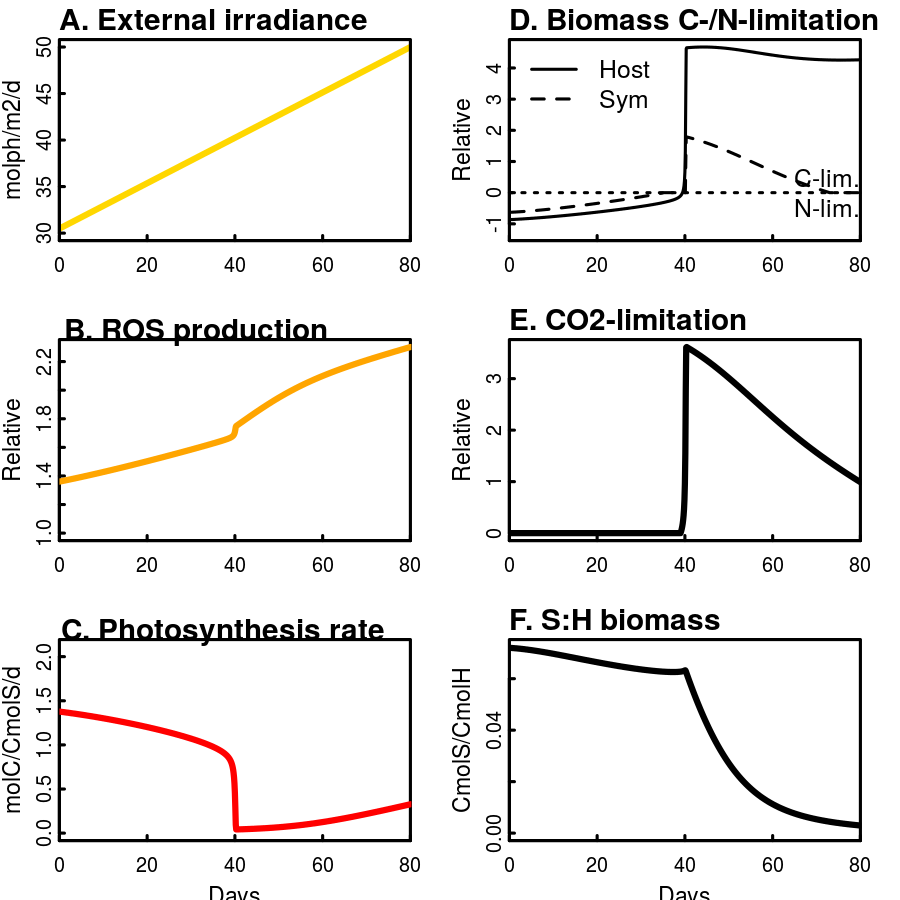 A. External irradiance
molph/m2/d
50
45
40
35
30
0 20 40 60 80
B. ROS production
Relative
2.2
1.8
1.4
1.0
0 20 40 60 80
C. Photosynthesis rate
molC/CmolS/d
2.0
1.5
1.0
0.5
0.0
0 20 40 60 80
Days
D. Biomass C-/N-limitation
Relative
4
3
2
1
0
-1
Host
Sym
C-lim.
N-lim.
0 20 40 60 80
E. CO2-limitation
Relative
3
2
1
0
0 20 40 60 80
F. S:H biomass
CmolS/CmolH
0.04
0.00
0 20 40 60 80
Days